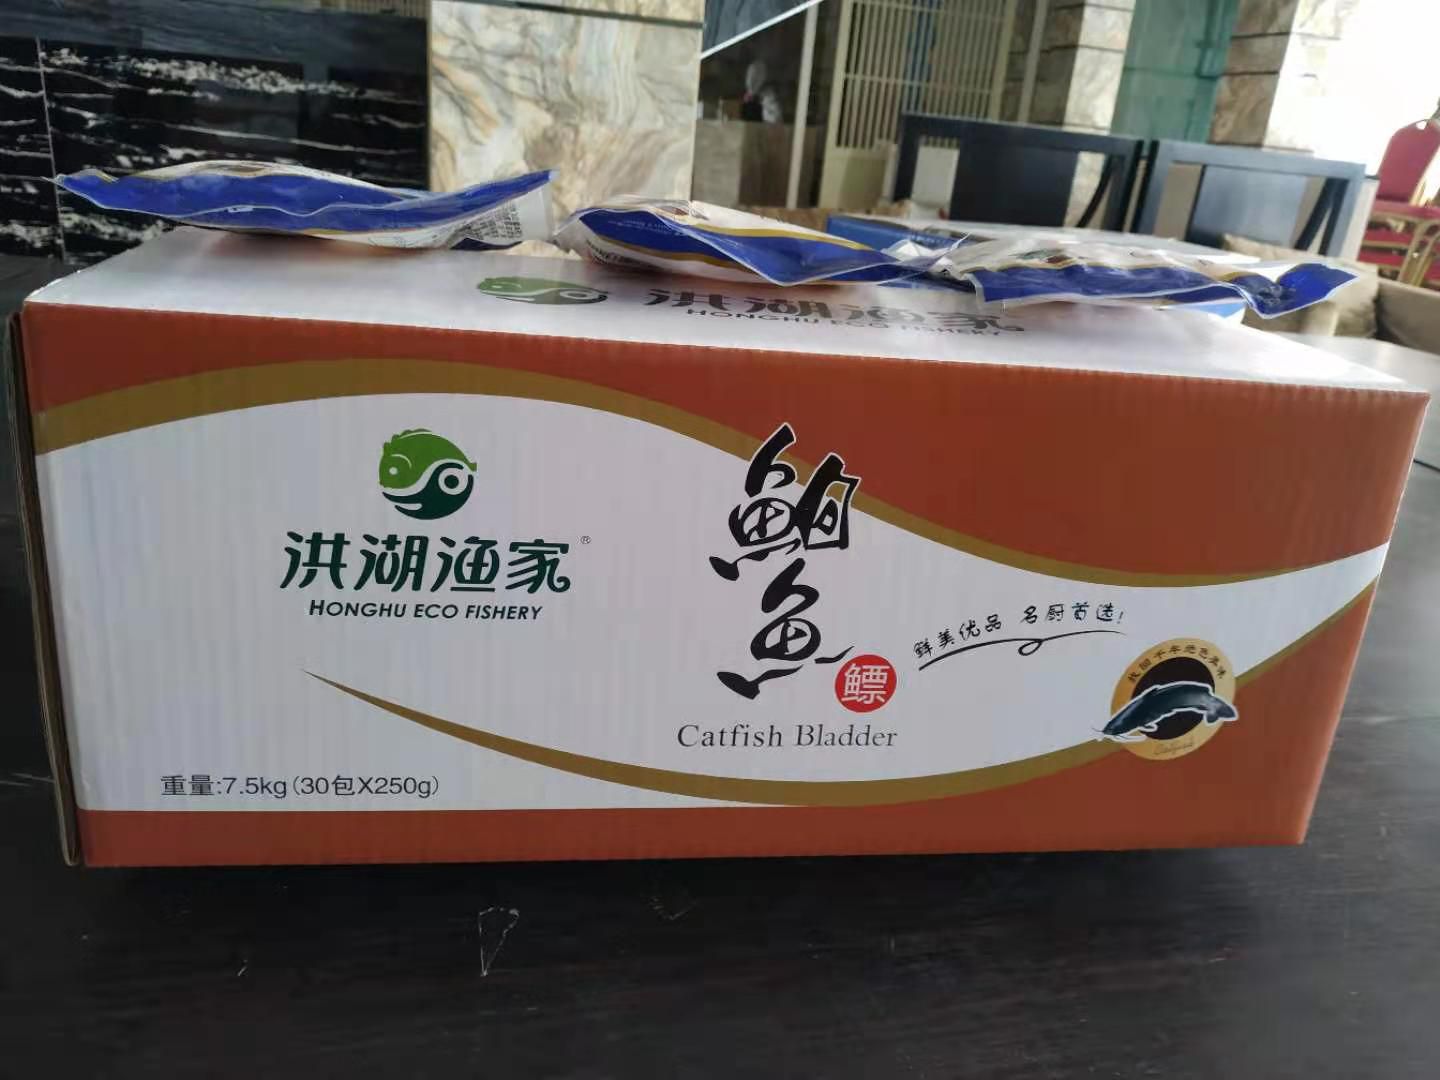 洪湖渔家
HONGHU ECO FISHERY
洪湖渔家®
HONGHU ECO FISHERY
鮰鱼
鳔
Catfish Bladder
鲜美优品 名厨首选!
重量:7.5kg(30包X250g)
Catfish